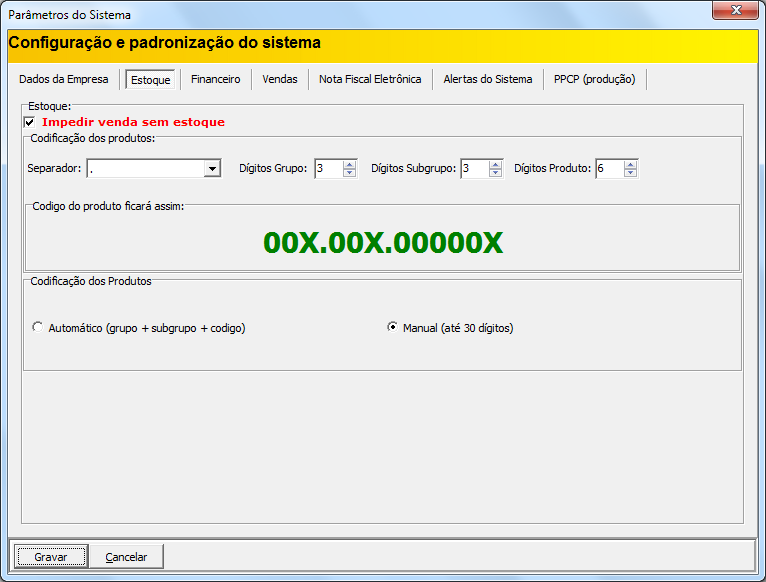 Parâmetros do Sistema
Configuração e padronização do sistema
Dados da Empresa Estoque Financeiro Vendas Nota Fiscal Eletrônica Alertas do Sistema PPCP (produção)
Estoque:
Impedir venda sem estoque
Codificação dos produtos:
Separador: . Dígitos Grupo: 3 Dígitos Subgrupo: 3 Dígitos Produto: 6
Codigo do produto ficará assim:
00X.00X.00000X
Codificação dos Produtos
Automático (grupo + subgrupo + codigo) Manual (até 30 dígitos)
Gravar Cancelar